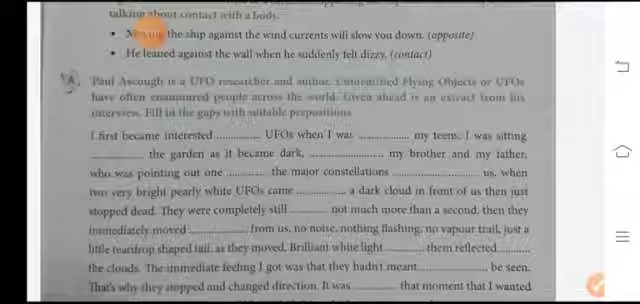 talking about contact with a body.
• Moving the ship against the wind currents will slow you down. (opposite)
• He leaned against the wall when he suddenly felt dizzy. (contact)
A. Paul Ascough is a UFO researcher and author. Unidentified Flying Objects or UFOs
have often enamoured people across the world. Given ahead is an extract from his
interview. Fill in the gaps with suitable prepositions.
I first became interested .............. UFOs when I was ................ my teens. I was sitting
................ the garden as it became dark, ...................... my brother and my father,
who was pointing out one ............ the major constellations ........................... us, when
two very bright pearly white UFOs came ................ a dark cloud in front of us then just
stopped dead. They were completely still .......... not much more than a second, then they
immediately moved .................. from us, no noise, nothing flashing, no vapour trail, just a
little teardrop shaped tail, as they moved. Brilliant white light ............ them reflected ..........
the clouds. The immediate feeling I got was that they hadn't meant ...................... be seen.
That's why they stopped and changed direction. It was ............. that moment that I wanted